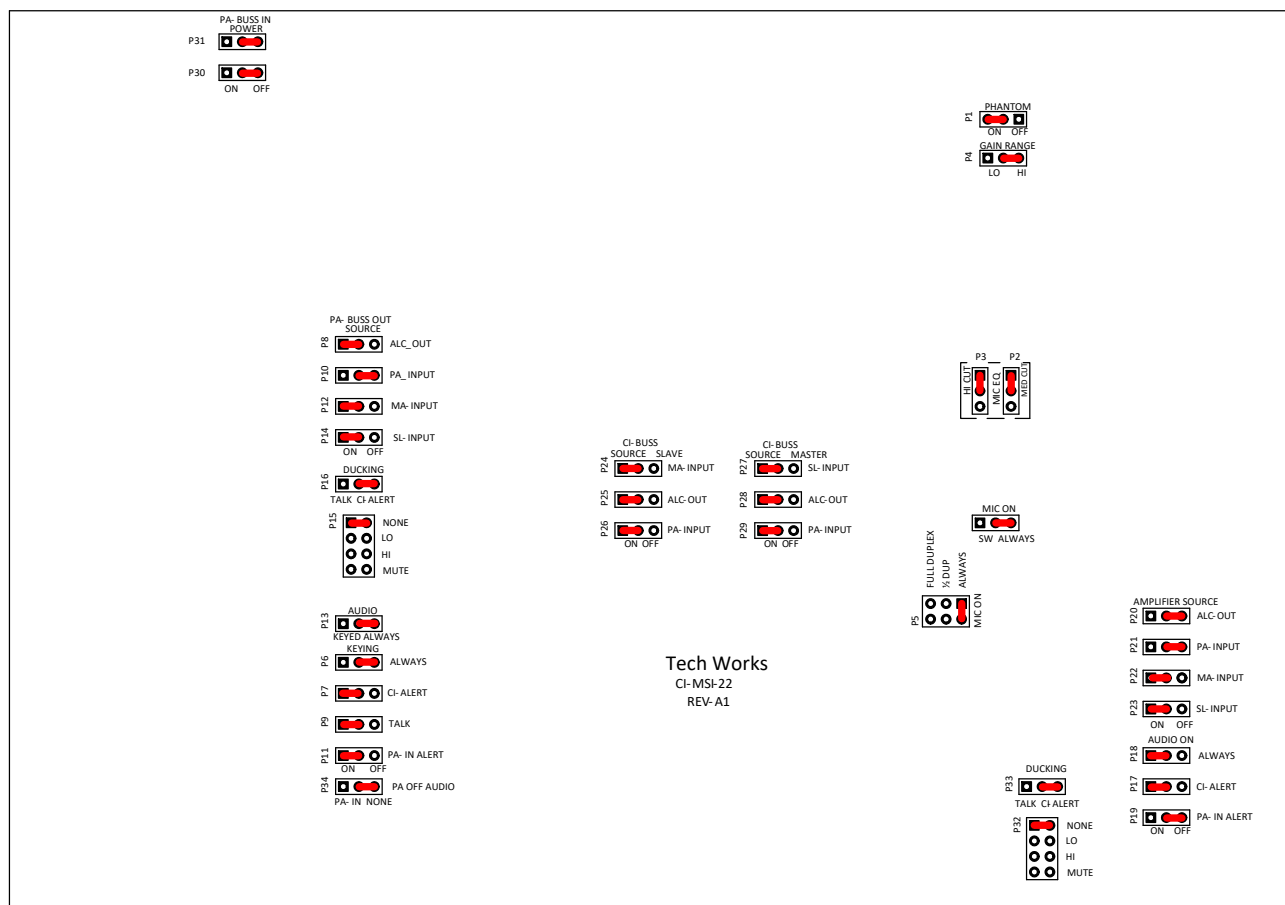 PA- BUSS IN
POWER
P31
P30
ON OFF
PHANTOM
P1
ON OFF
GAIN RANGE
P4
LO HI
PA- BUSS OUT
SOURCE
P8 ALC_OUT
P10 PA_ INPUT
P12 MA- INPUT
P14 SL- INPUT
ON OFF
DUCKING
P16
TALK CI-ALERT
P15 NONE
LO
HI
MUTE
AUDIO
P13
KEYED ALWAYS
KEYING
P6 ALWAYS
P7 CI- ALERT
P9 TALK
P11 PA- IN ALERT
ON OFF
P34 PA OFF AUDIO
PA- IN NONE
CI-BUSS
SOURCE SLAVE
P24 MA-INPUT
P25 ALC-OUT
P26 PA-INPUT
ON OFF
CI-BUSS
SOURCE MASTER
P27 SL-INPUT
P28 ALC-OUT
P29 PA-INPUT
ON OFF
P3 P2
HI CUT
MIC EQ
MED CUT
MIC ON
SW ALWAYS
FULL DUPLEX
½ DUP
ALWAYS
P5
MIC ON
Tech Works
CI-MSI-22
REV-A1
AMPLIFIER SOURCE
P20 ALC-OUT
P21 PA-INPUT
P22 MA-INPUT
P23 SL-INPUT
ON OFF
AUDIO ON
P18 ALWAYS
P17 CI-ALERT
P19 PA-IN ALERT
ON OFF
DUCKING
P33
TALK CI-ALERT
P32 NONE
LO
HI
MUTE